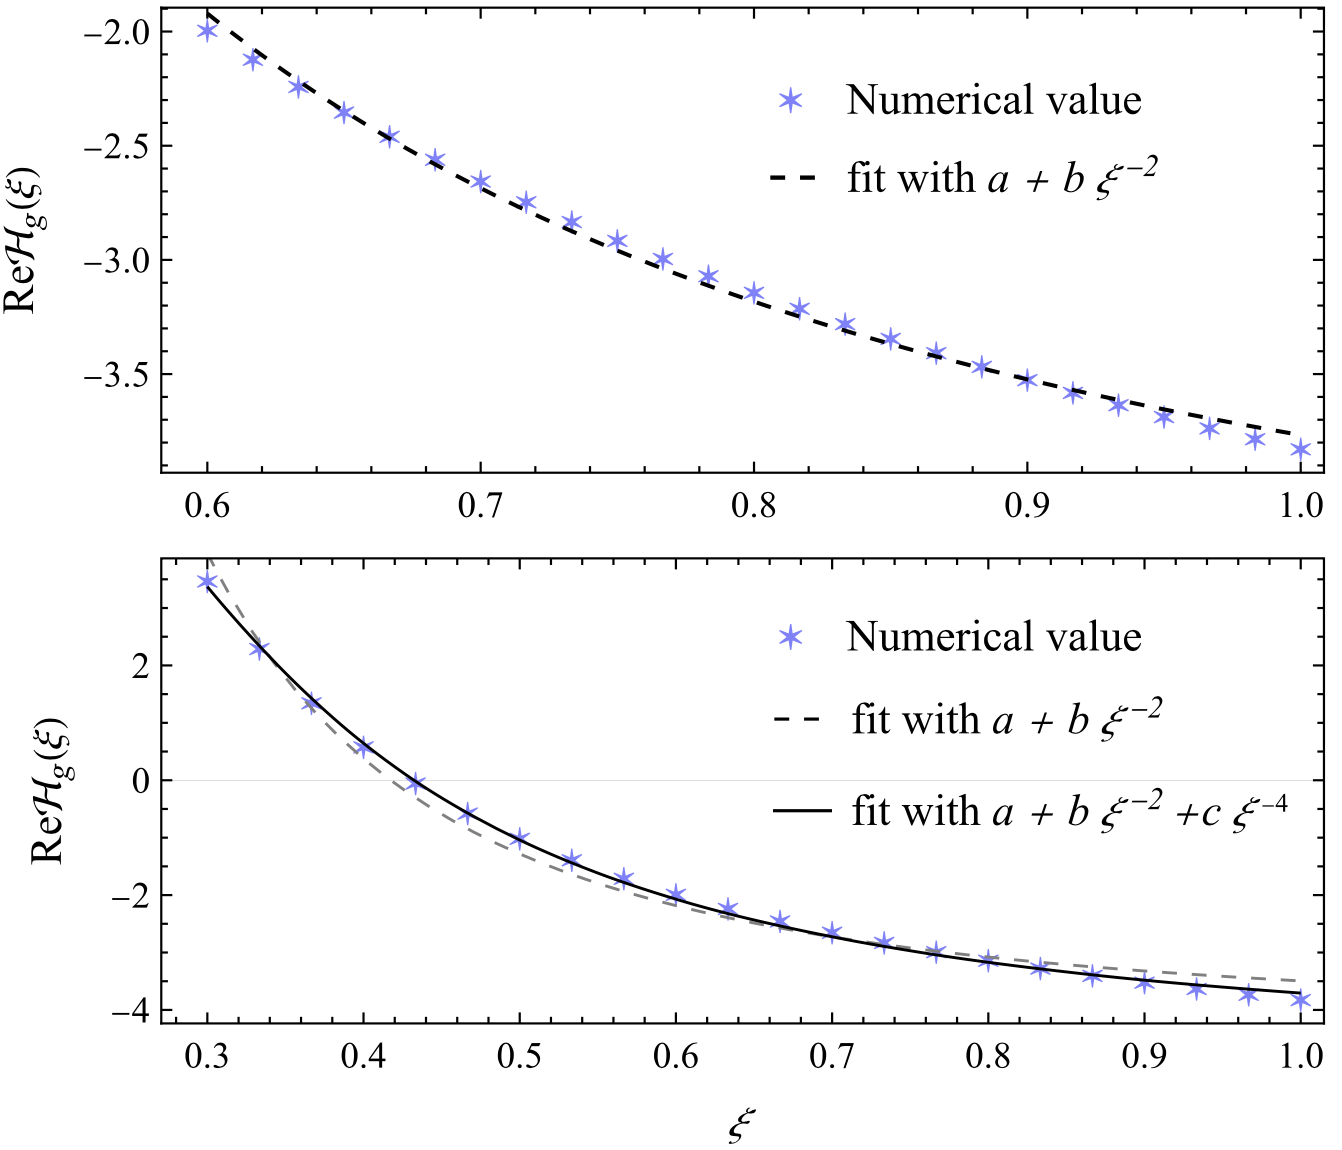 −2.0
−2.5
−3.0
−3.5
Reℋg(ξ)
Numerical value
fit with a + b ξ⁻²
0.6 0.7 0.8 0.9 1.0
2
0
−2
−4
Reℋg(ξ)
Numerical value
fit with a + b ξ⁻²
fit with a + b ξ⁻² +c ξ⁻⁴
0.3 0.4 0.5 0.6 0.7 0.8 0.9 1.0
ξ